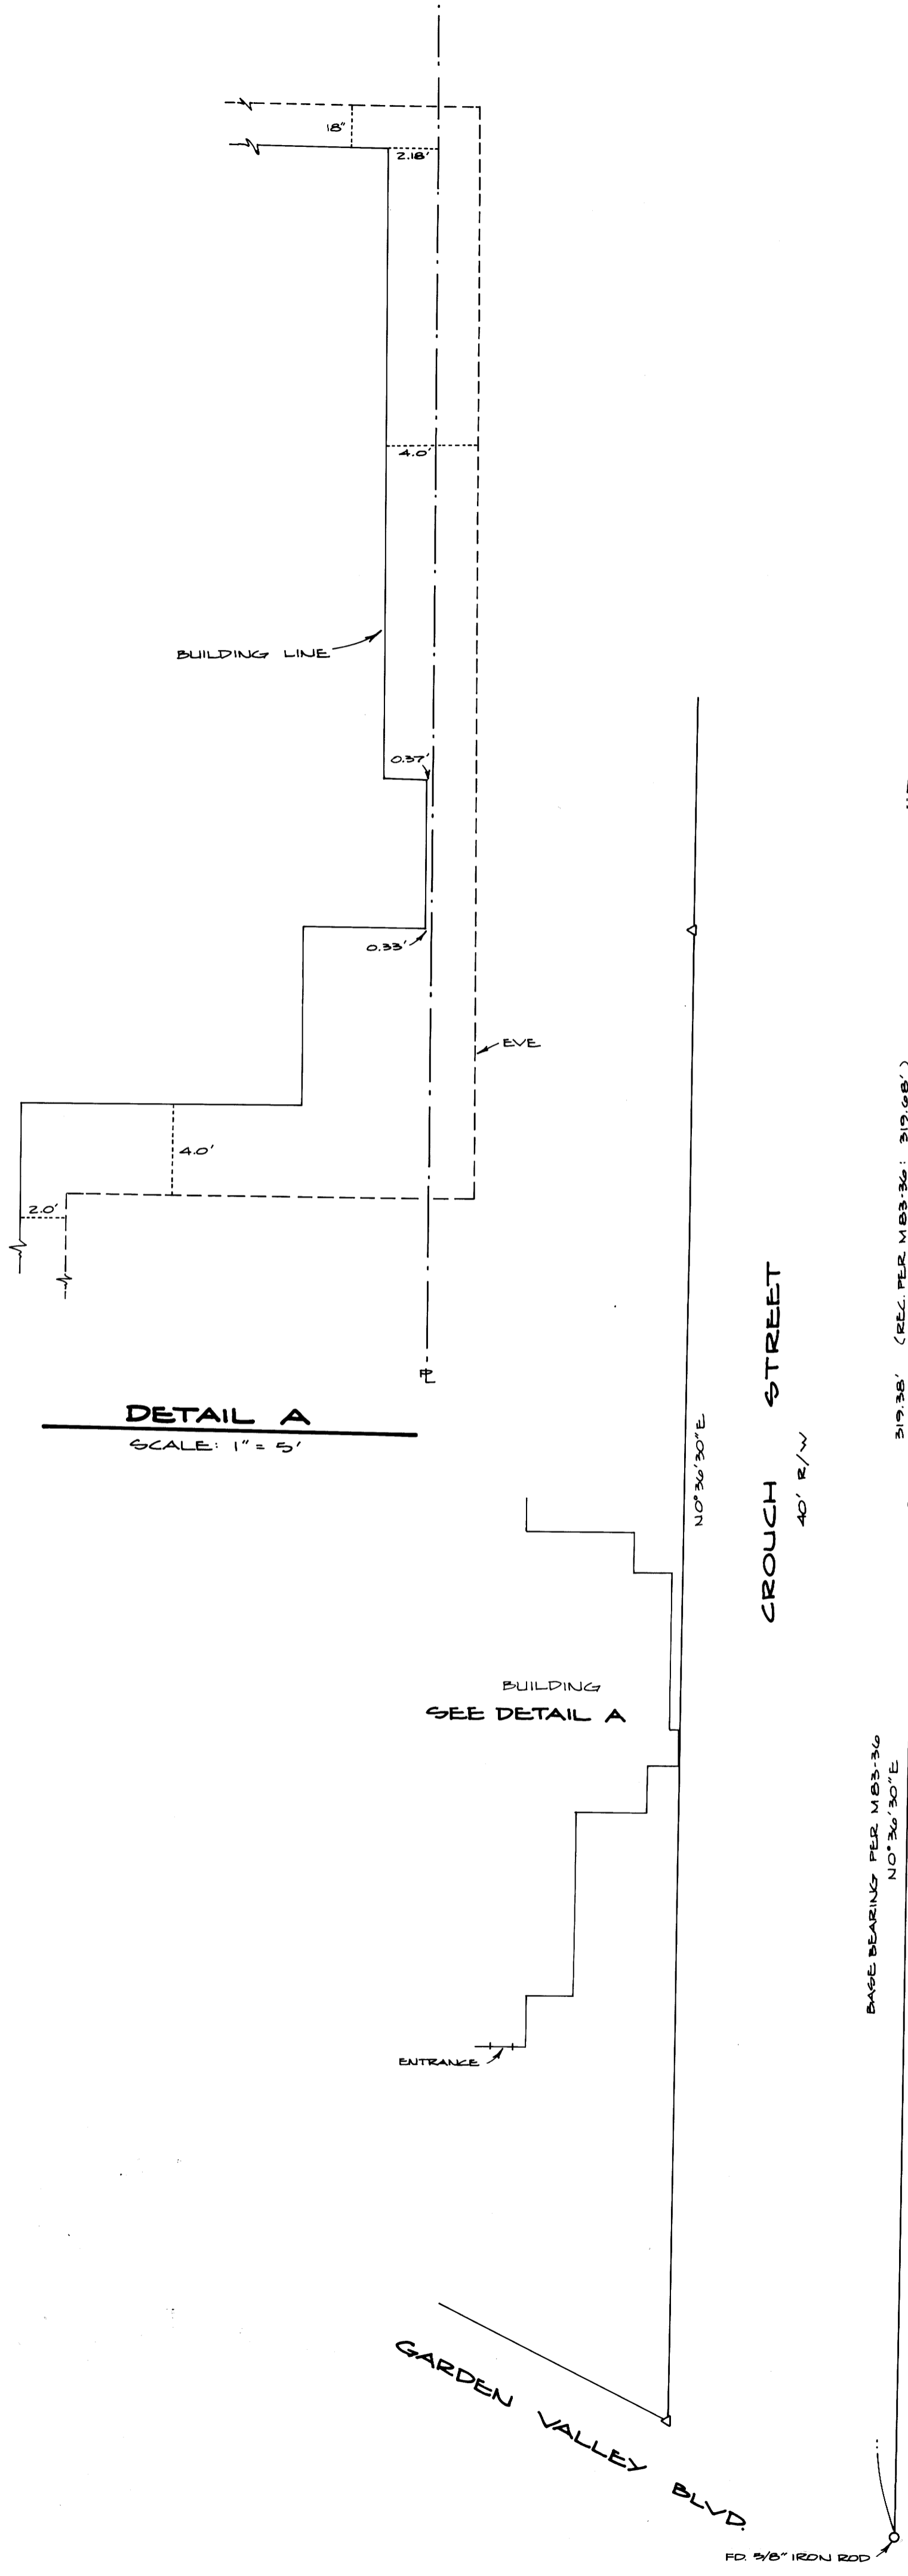 18"
2.18'
4.0'
BUILDING LINE
0.37'
0.33'
EVE
4.0'
2.0'
PL
DETAIL A
SCALE: 1" = 5'
N0°36'30"E
CROUCH STREET
40' R/W
319.38' (REC. PER M83-36: 319.68')
BUILDING
SEE DETAIL A
BASE BEARING PER M83-36
N0°36'30"E
ENTRANCE
GARDEN VALLEY BLVD.
FD. 5/8" IRON ROD